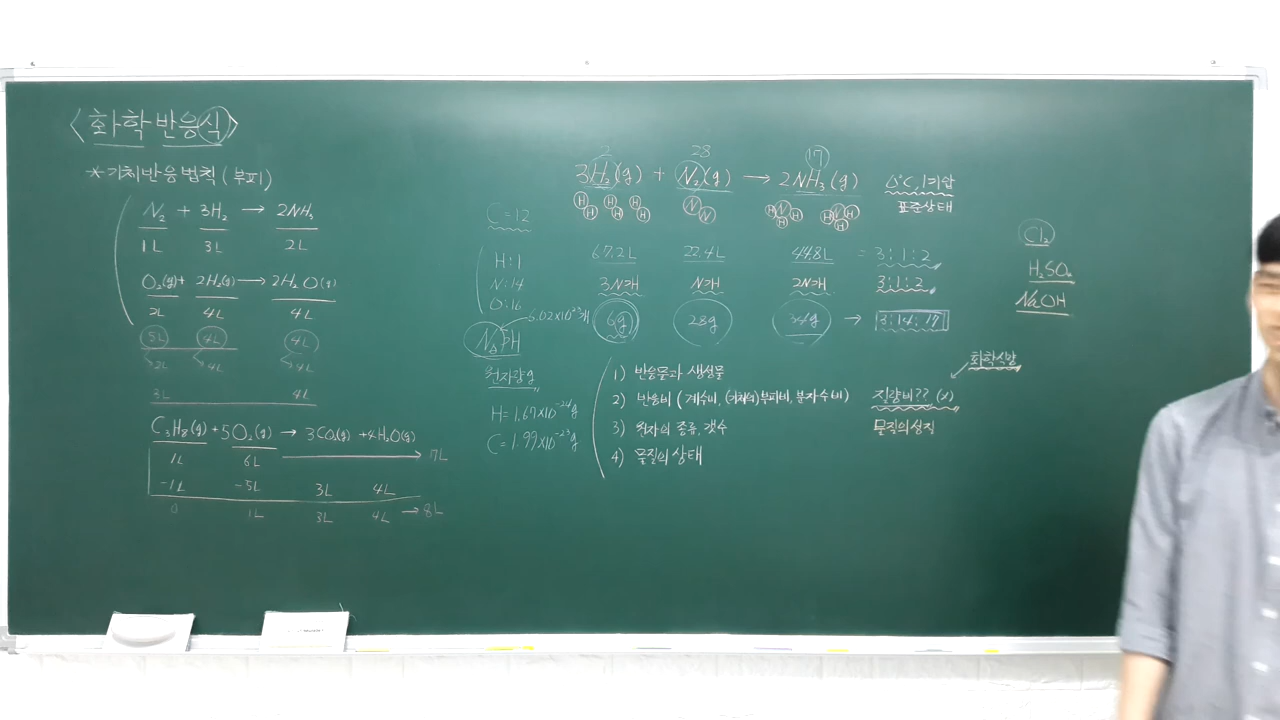 <화학반응식>
*기체반응법칙(부피)
N₂ + 3H₂ → 2NH₃
1L 3L 2L
O₂(g)+ 2H₂(g) → 2H₂O(g)
2L 4L 4L
5L 4L 4L
2L 4L 4L
3L 4L
C₃H₈(g)+5O₂(g) → 3CO₂(g) +4H₂O(g)
1L 6L 7L
-1L -5L 3L 4L
0 1L 3L 4L → 8L
C=12
H:1
N:14
O:16
6.02×10²³개
원자량g
H=1.67×10⁻²⁴g
C=1.99×10⁻²³g
2 28 17
3H₂(g) + N₂(g) → 2NH₃(g) 0℃, 1기압
표준상태
H H H H H H N N H N H H H N H H
67.2L 22.4L 44.8L = 3:1:2
3N개 N개 2N개 3:1:2
6g 28g 34g → 3:14:17
1) 반응물과 생성물
2) 반응비 (계수비, (기체의)부피비, 분자수비)
3) 원자의 종류, 갯수
4) 물질의 상태
화학식량
질량비?? (x)
물질의성질
Cl₂
H₂SO₄
NaOH